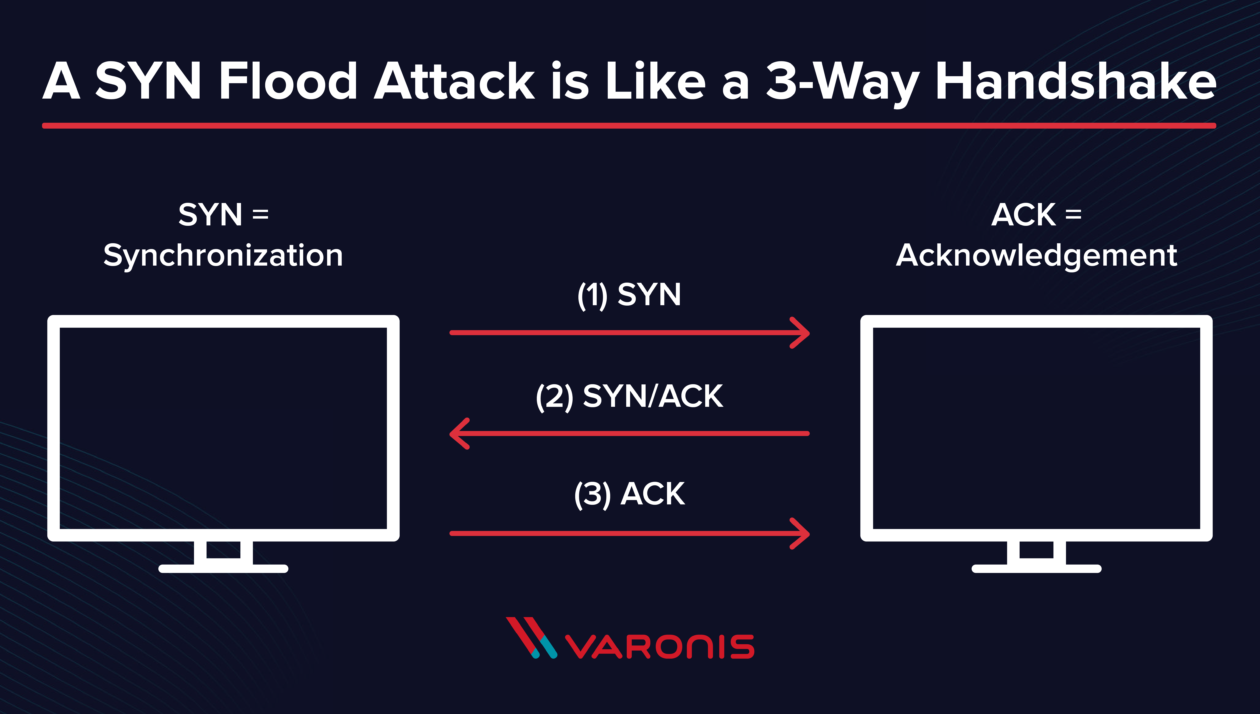 A SYN Flood Attack is Like a 3-Way Handshake
SYN =
Synchronization
ACK =
Acknowledgement
(1) SYN
(2) SYN/ACK
(3) ACK
VARONIS